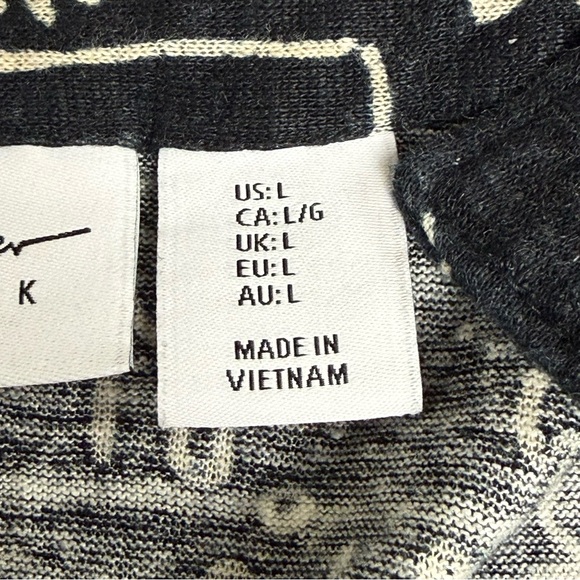 K
US: L
CA: L/G
UK: L
EU: L
AU: L
MADE IN
VIETNAM